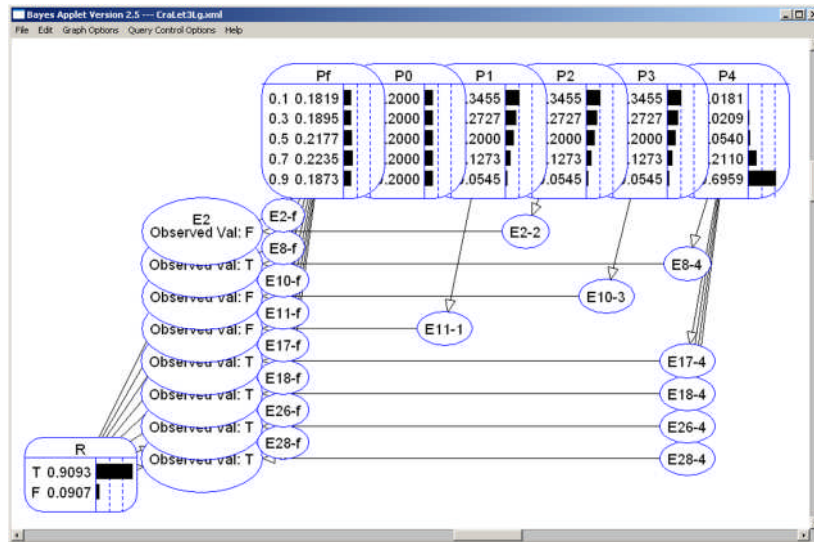 Bayes Applet Version 2.5 --- CraLet3Lg.xml
File Edit Graph Options Query Control Options Help
Pf P0 P1 P2 P3 P4
0.1 0.1819 .2000 .3455 .3455 .3455 .0181
0.3 0.1895 .2000 .2727 .2727 .2727 .0209
0.5 0.2177 .2000 .2000 .2000 .2000 .0540
0.7 0.2235 .2000 .1273 .1273 .1273 .2110
0.9 0.1873 .2000 .0545 .0545 .0545 .6959
E2 E2-f
Observed Val: F E2-2
E8-f
Observed Val: T E8-4
E10-f
Observed Val: F E10-3
E11-f
Observed Val: F E11-1
E17-f
Observed Val: T E17-4
E18-f
Observed Val: T E18-4
E26-f
Observed Val: T E26-4
E28-f
Observed Val: T E28-4
R
T 0.9093
F 0.0907